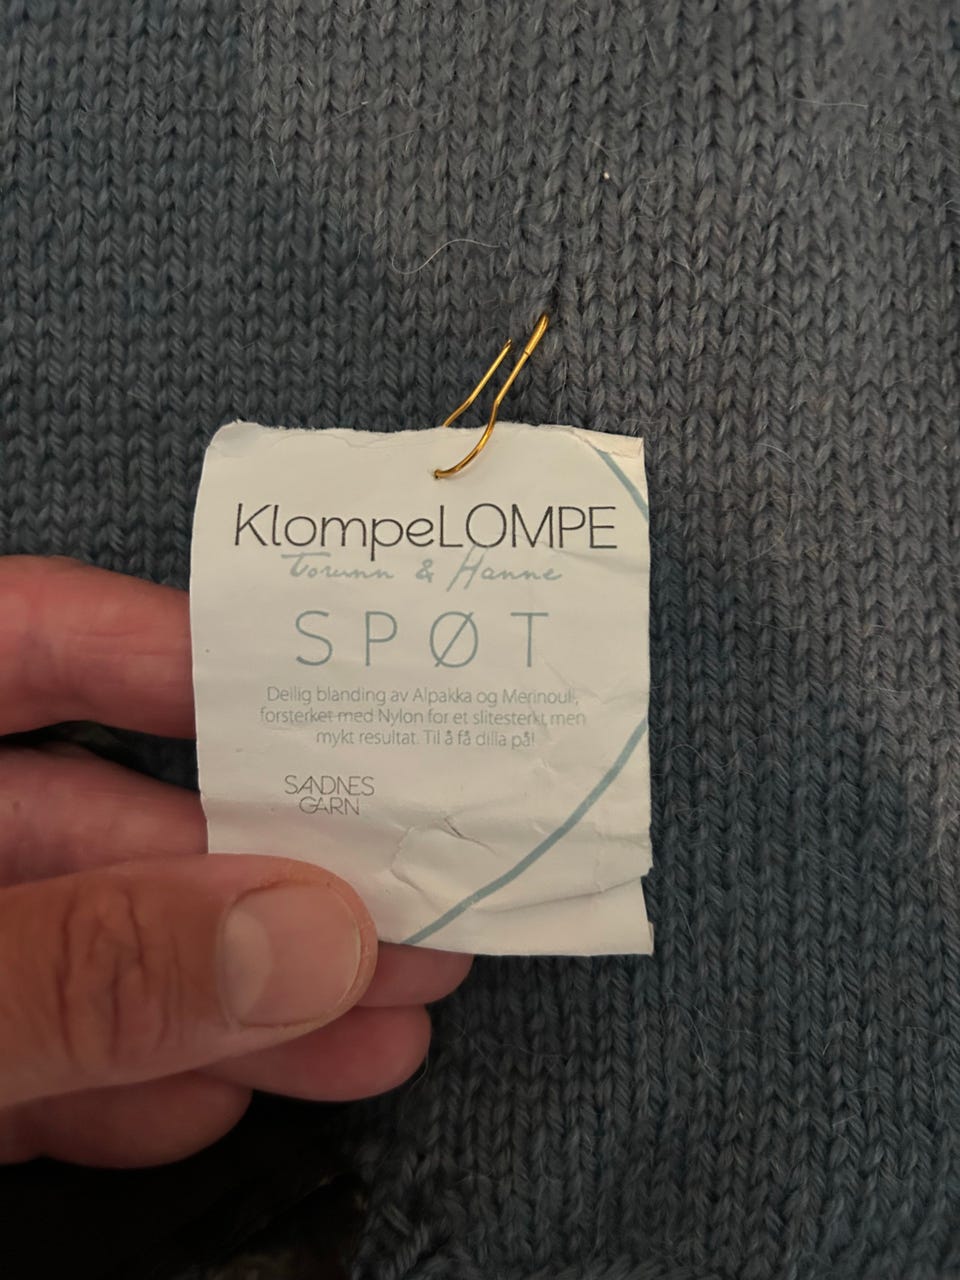 KlompeLOMPE
Torunn & Hanne
SPØT
Deilig blanding av Alpakka og Merinoull,
forsterket med Nylon for et slitesterkt men
mykt resultat. Til å få dilla på!
SANDNES
GARN